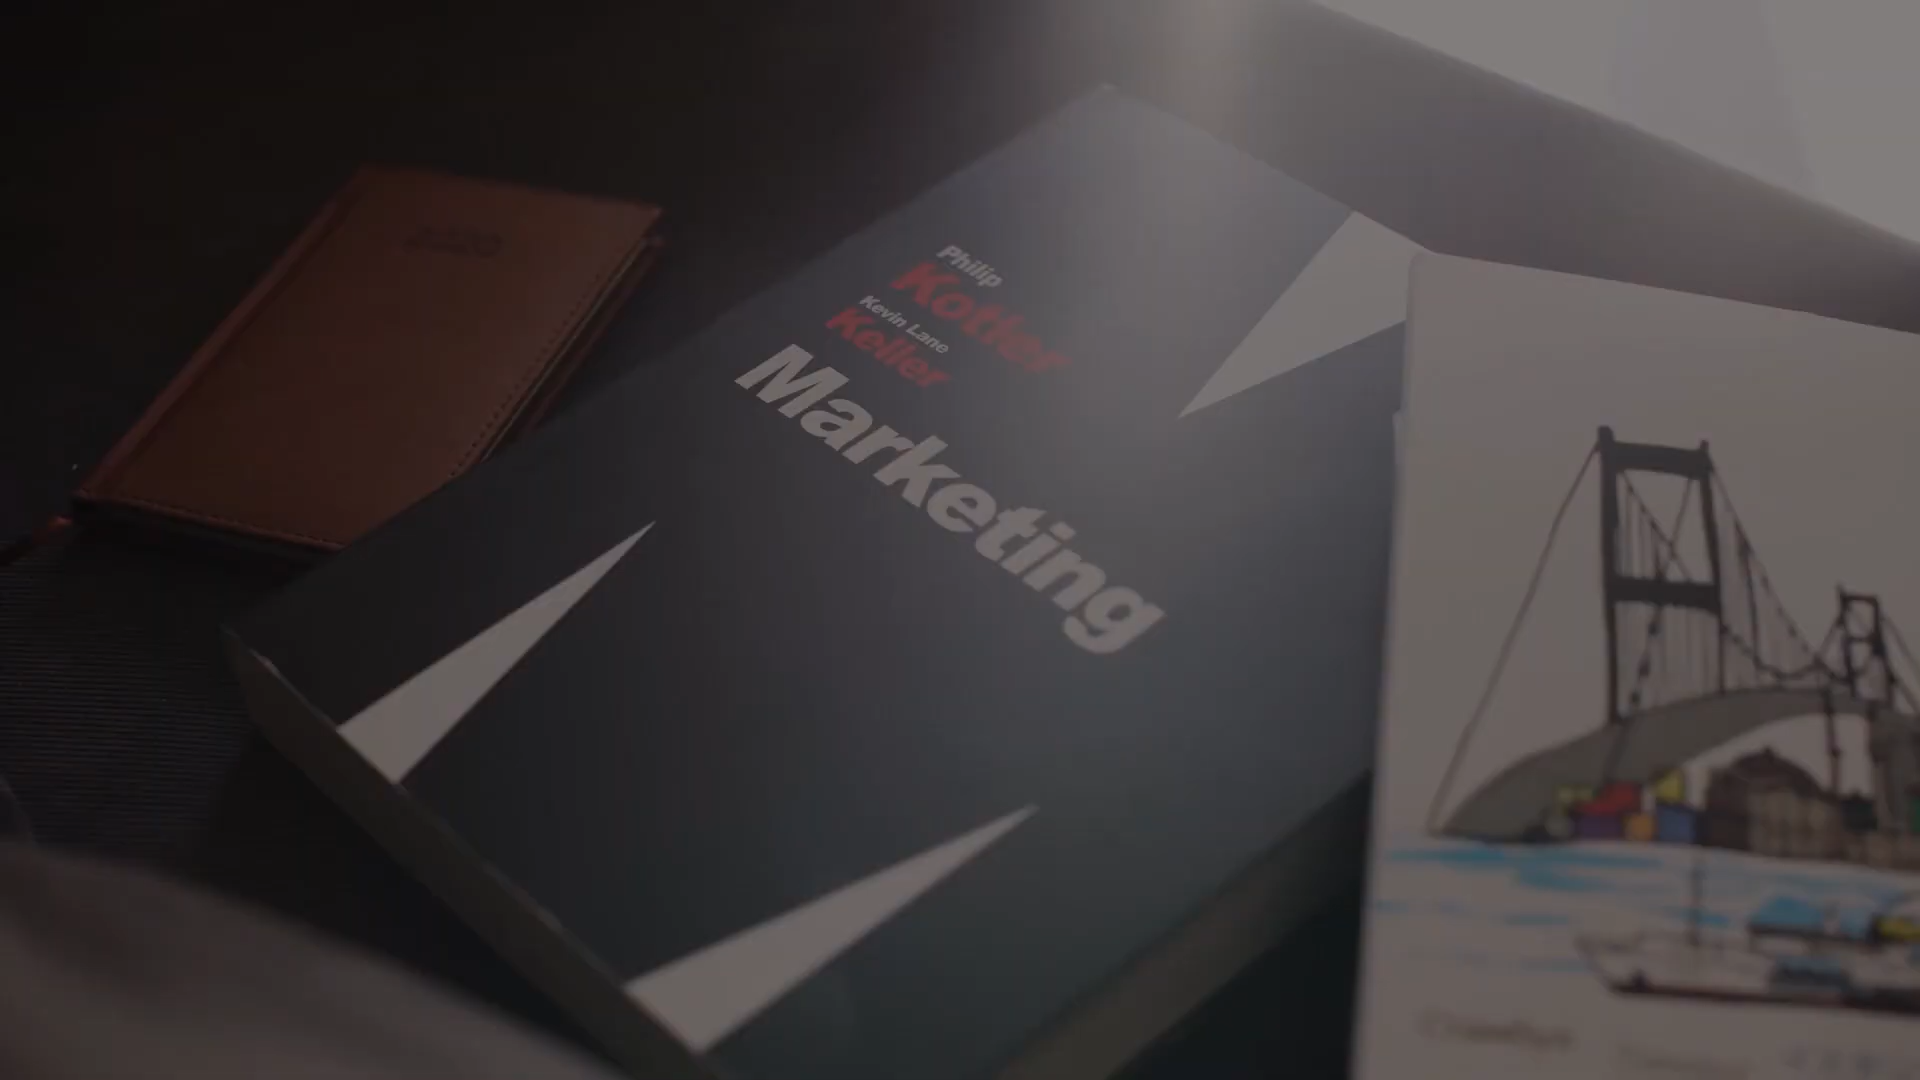 Philip
Kotler
Kevin Lane
Keller
Marketing